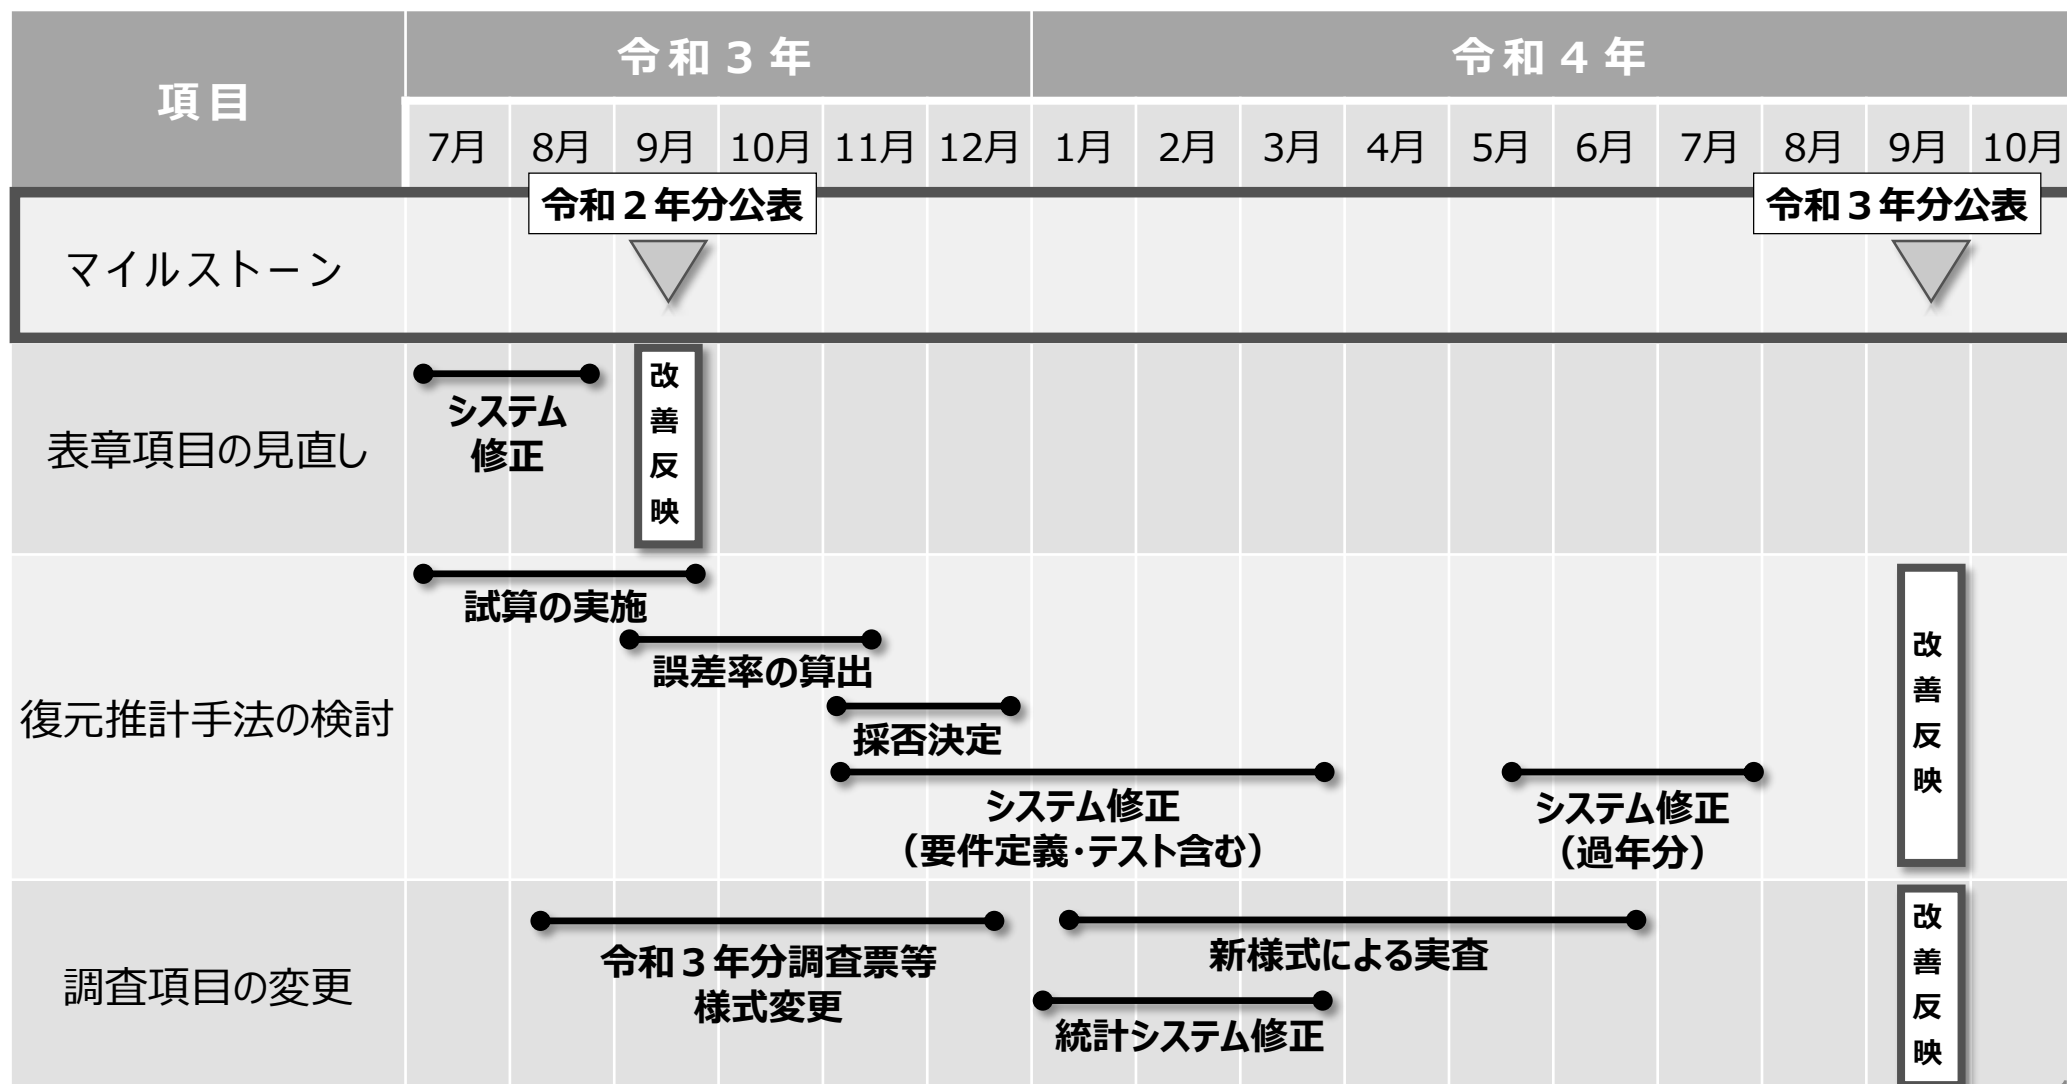 項目
令和３年
令和４年
7月
8月
9月
10月
11月
12月
1月
2月
3月
4月
5月
6月
7月
8月
9月
10月
マイルストーン
令和２年分公表
令和３年分公表
表章項目の見直し
システム
修正
改善反映
復元推計手法の検討
試算の実施
誤差率の算出
採否決定
システム修正
（要件定義・テスト含む）
システム修正
（過年分）
改善反映
調査項目の変更
令和３年分調査票等
様式変更
新様式による実査
統計システム修正
改善反映